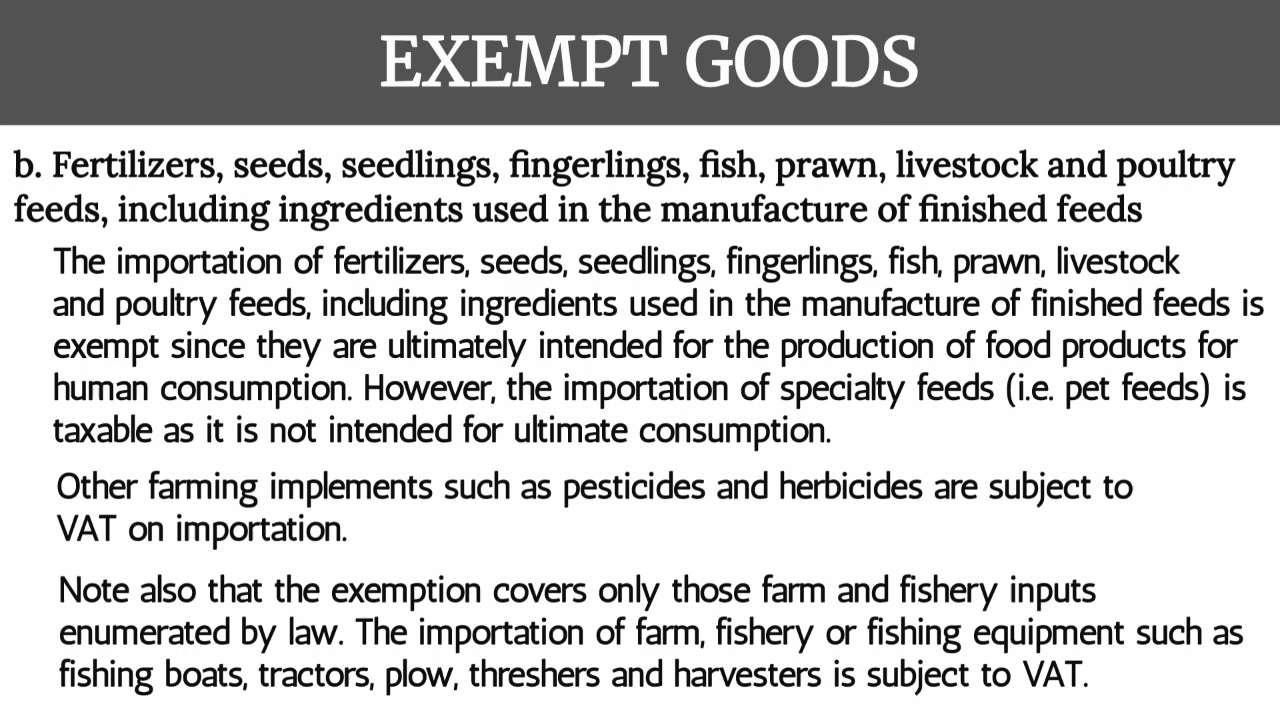 EXEMPT GOODS
b. Fertilizers, seeds, seedlings, fingerlings, fish, prawn, livestock and poultry
feeds, including ingredients used in the manufacture of finished feeds
The importation of fertilizers, seeds, seedlings, fingerlings, fish, prawn, livestock
and poultry feeds, including ingredients used in the manufacture of finished feeds is
exempt since they are ultimately intended for the production of food products for
human consumption. However, the importation of specialty feeds (i.e. pet feeds) is
taxable as it is not intended for ultimate consumption.
Other farming implements such as pesticides and herbicides are subject to
VAT on importation.
Note also that the exemption covers only those farm and fishery inputs
enumerated by law. The importation of farm, fishery or fishing equipment such as
fishing boats, tractors, plow, threshers and harvesters is subject to VAT.